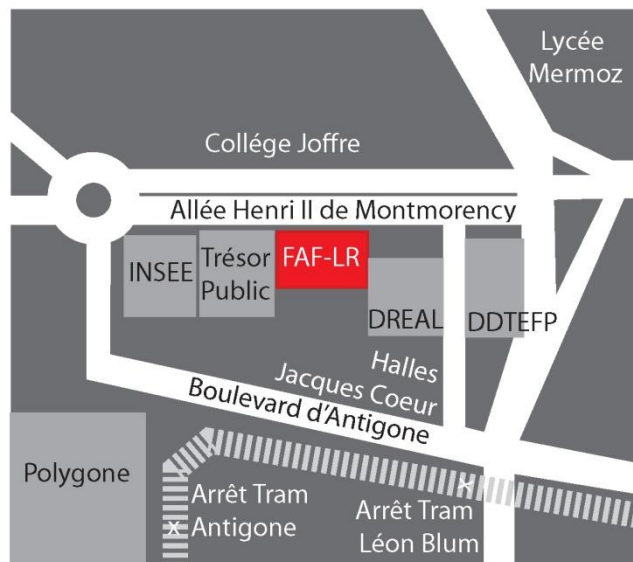 Lycée
Mermoz
Collége Joffre
Allée Henri II de Montmorency
INSEE
Trésor
Public
FAF-LR
DREAL
DDTEFP
Halles
Jacques Coeur
Boulevard d'Antigone
Polygone
Arrêt Tram
Antigone
Arrêt Tram
Léon Blum